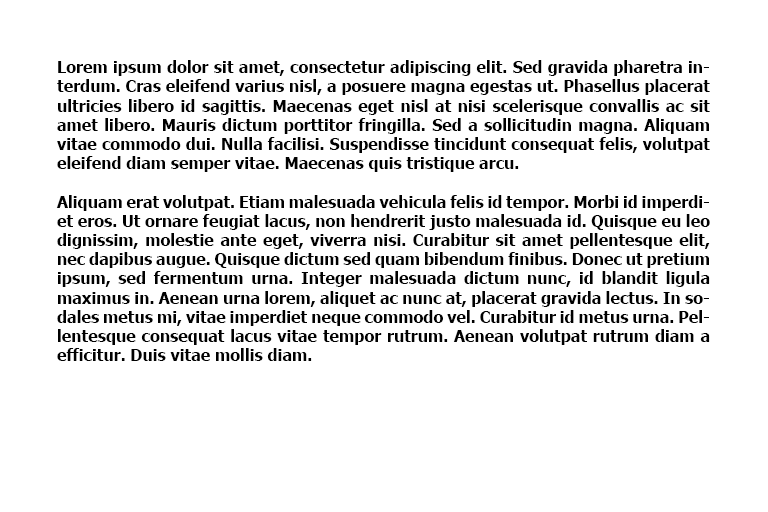 Lorem ipsum dolor sit amet, consectetur adipiscing elit. Sed gravida pharetra in-
terdum. Cras eleifend varius nisl, a posuere magna egestas ut. Phasellus placerat
ultricies libero id sagittis. Maecenas eget nisl at nisi scelerisque convallis ac sit
amet libero. Mauris dictum porttitor fringilla. Sed a sollicitudin magna. Aliquam
vitae commodo dui. Nulla facilisi. Suspendisse tincidunt consequat felis, volutpat
eleifend diam semper vitae. Maecenas quis tristique arcu.

Aliquam erat volutpat. Etiam malesuada vehicula felis id tempor. Morbi id imperdi-
et eros. Ut ornare feugiat lacus, non hendrerit justo malesuada id. Quisque eu leo
dignissim, molestie ante eget, viverra nisi. Curabitur sit amet pellentesque elit,
nec dapibus augue. Quisque dictum sed quam bibendum finibus. Donec ut pretium
ipsum, sed fermentum urna. Integer malesuada dictum nunc, id blandit ligula
maximus in. Aenean urna lorem, aliquet ac nunc at, placerat gravida lectus. In so-
dales metus mi, vitae imperdiet neque commodo vel. Curabitur id metus urna. Pel-
lentesque consequat lacus vitae tempor rutrum. Aenean volutpat rutrum diam a
efficitur. Duis vitae mollis diam.